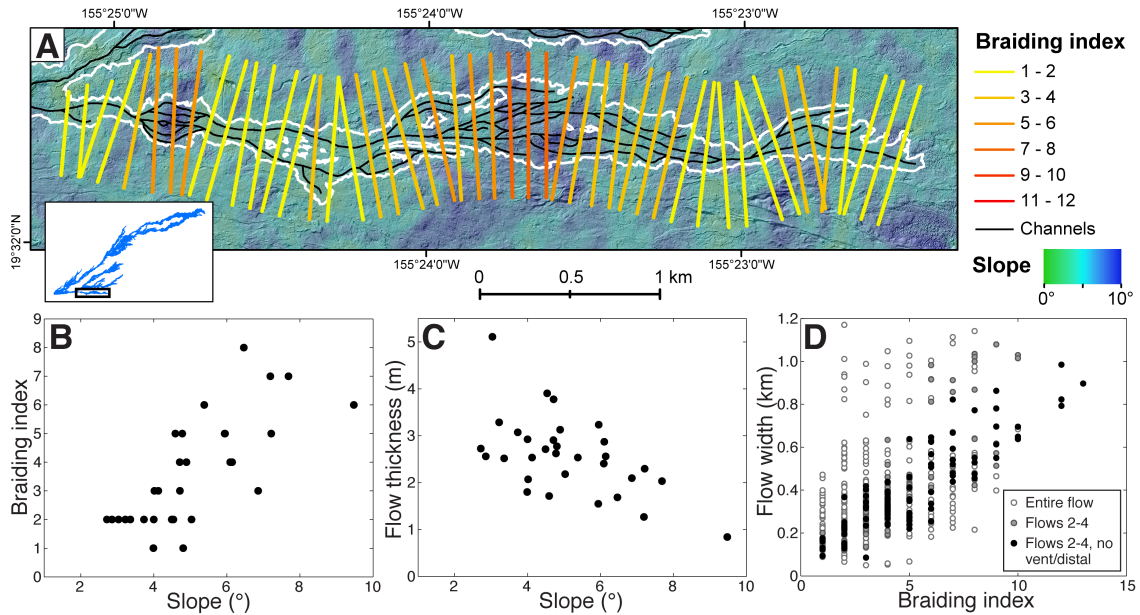 155°25'0"W 155°24'0"W 155°23'0"W
A
19°32'0"N
155°24'0"W 155°23'0"W
0 0.5 1 km
Braiding index
1 - 2
3 - 4
5 - 6
7 - 8
9 - 10
11 - 12
Channels
Slope
0° 10°
B
Braiding index
9
8
7
6
5
4
3
2
1
0
2 4 6 8 10
Slope (°)
C
Flow thickness (m)
5
4
3
2
1
0
2 4 6 8 10
Slope (°)
D
Flow width (km)
1.2
1.0
0.8
0.6
0.4
0.2
0
0 5 10 15
Braiding index
Entire flow
Flows 2-4
Flows 2-4, no
vent/distal